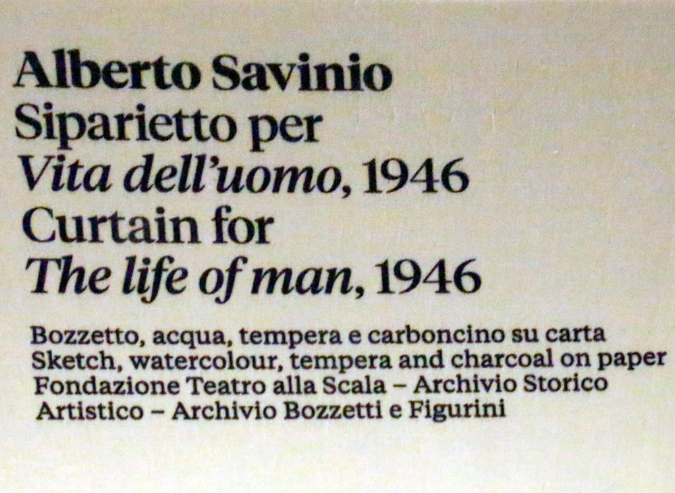 Alberto Savinio
Siparietto per
Vita dell'uomo, 1946
Curtain for
The life of man, 1946
Bozzetto, acqua, tempera e carboncino su carta
Sketch, watercolour, tempera and charcoal on paper
Fondazione Teatro alla Scala – Archivio Storico
Artistico – Archivio Bozzetti e Figurini